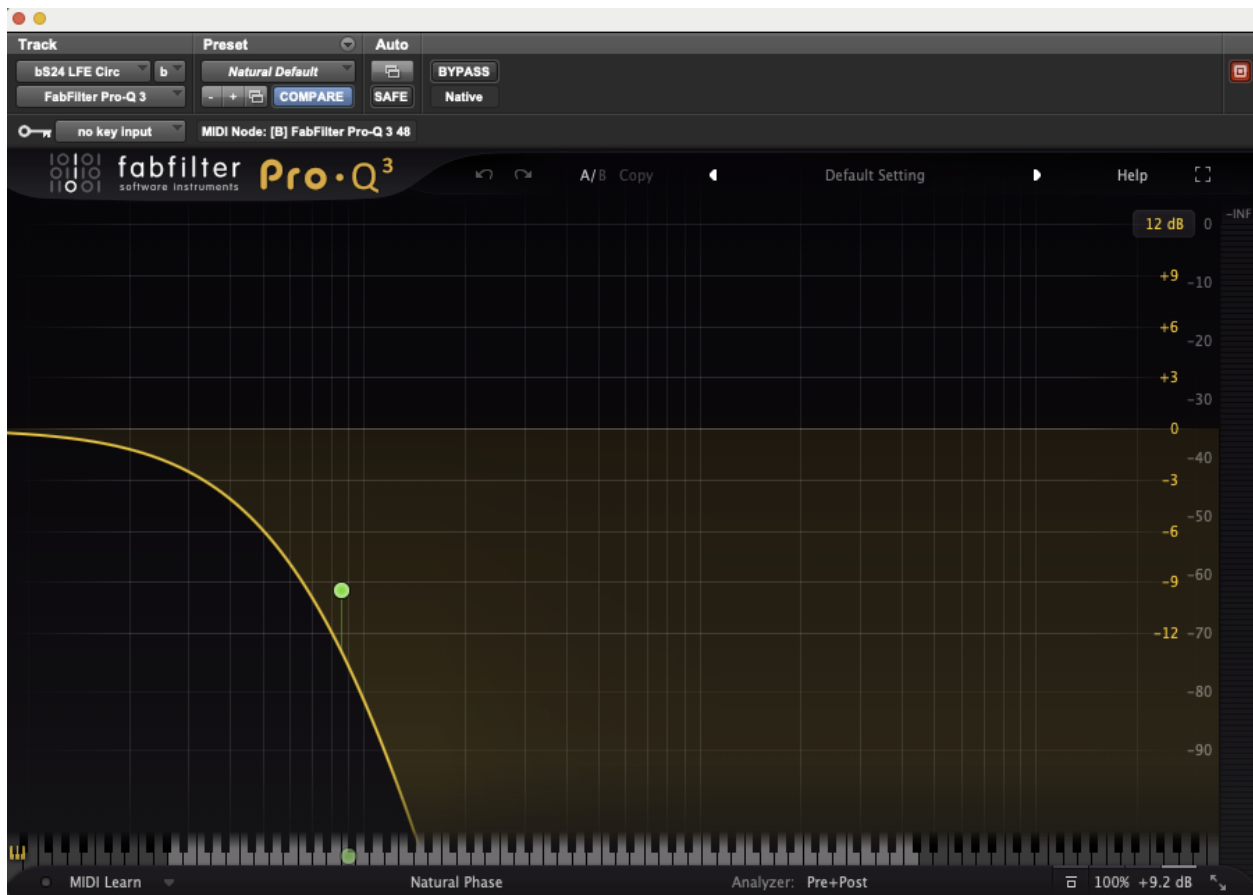 Track Preset Auto
bS24 LFE Circ b Natural Default BYPASS
FabFilter Pro-Q 3 - + COMPARE SAFE Native
no key input MIDI Node: [B] FabFilter Pro-Q 3 48
fabfilter Pro·Q³ A/B Copy Default Setting Help
software instruments
12 dB 0 -INF
+9 -10
+6 -20
+3 -30
0 -40
-3 -50
-6 -60
-9 -70
-12 -80
-90
MIDI Learn Natural Phase Analyzer: Pre+Post 100% +9.2 dB